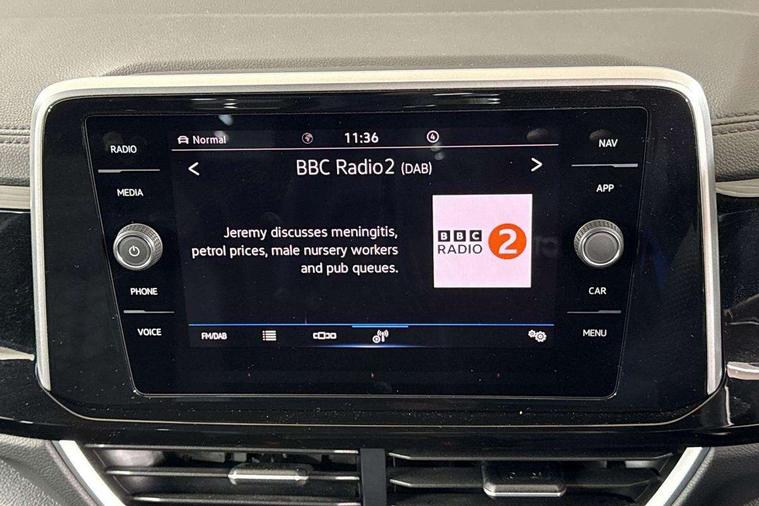 RADIO
MEDIA
PHONE
VOICE
Normal
11:36
4
BBC Radio2 (DAB)
Jeremy discusses meningitis,
petrol prices, male nursery workers
and pub queues.
BBC
RADIO 2
FM/DAB
NAV
APP
CAR
MENU